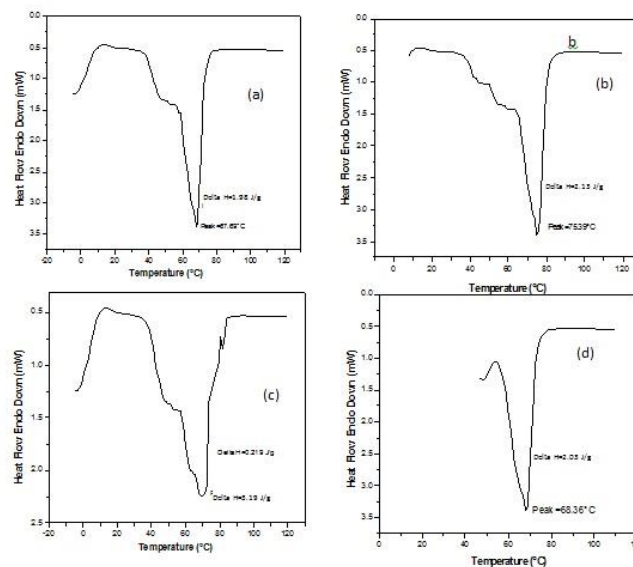 0.0
0.5
1.0
1.5
2.0
2.5
3.0
3.5
Heat Flow Endo Down (mW)
(a)
Delta H=1.98 J/g
Peak=67.69°C
-20 0 20 40 60 80 100 120
Temperature (°C)
0.0
0.5
1.0
1.5
2.0
2.5
3.0
3.5
Heat Flow Endo Down (mW)
b
(b)
Delta H=2.13 J/g
Peak=75.39°C
0 20 40 60 80 100 120
Temperature (°C)
0.5
1.0
1.5
2.0
2.5
Heat Flow Endo Down (mW)
(c)
Delta H=0.219 J/g
Delta
-20 0 20 40 60 80 100 120
Temperature (°C)
0.0
0.5
1.0
1.5
2.0
2.5
3.0
3.5
Heat Flow Endo Down (mW)
(d)
Delta H=2.03 J/g
Peak =68.36°C
0 20 40 60 80 100
Temperature (°C)